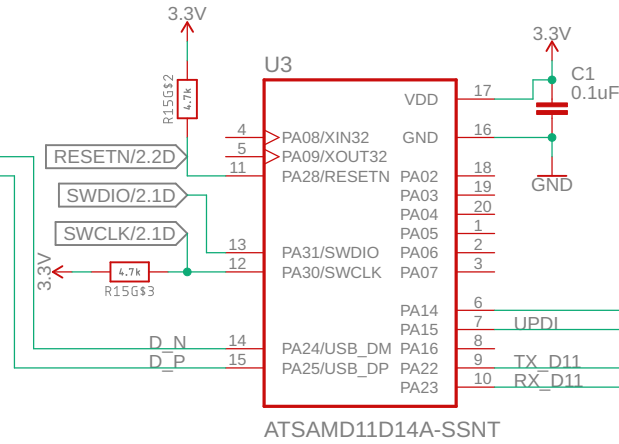 3.3V
3.3V
U3
R15G$2
4.7k
C1
0.1uF
17
VDD
4
PA08/XIN32
GND
16
RESETN/2.2D
5
PA09/XOUT32
11
PA28/RESETN
PA02
18
GND
SWDIO/2.1D
PA03
19
PA04
20
SWCLK/2.1D
PA05
1
13
PA31/SWDIO
PA06
2
3.3V
4.7k
12
PA30/SWCLK
PA07
3
R15G$3
PA14
6
PA15
7
UPDI
D_N
14
PA24/USB_DM
PA16
8
D_P
15
PA25/USB_DP
PA22
9
TX_D11
PA23
10
RX_D11
ATSAMD11D14A-SSNT